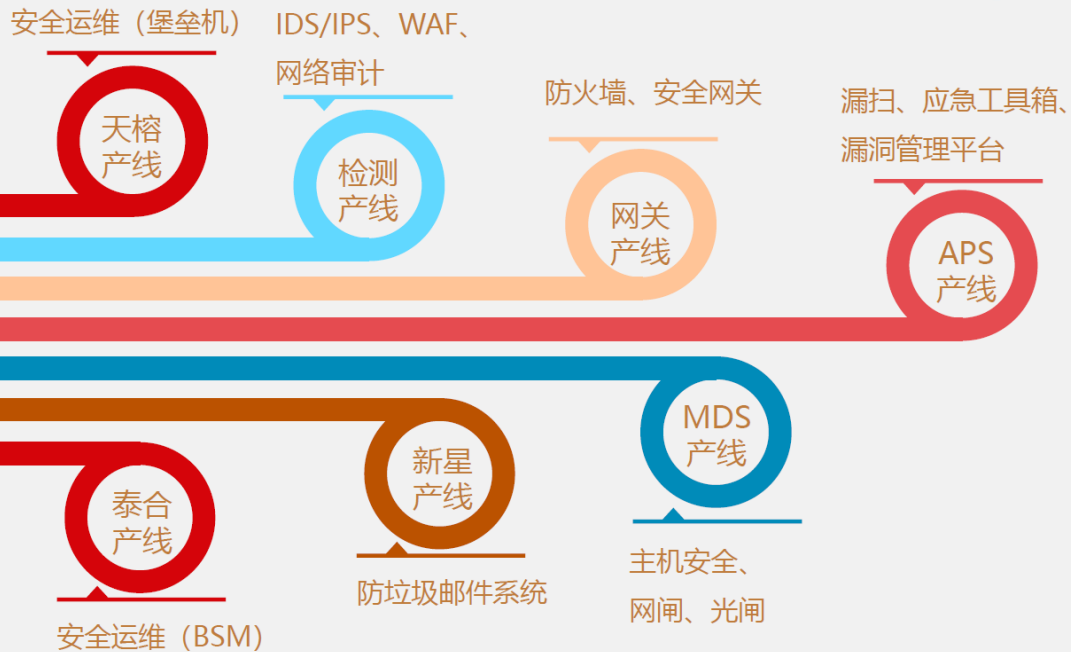 安全运维（堡垒机）
天榕
产线
IDS/IPS、WAF、
网络审计
检测
产线
防火墙、安全网关
网关
产线
漏扫、应急工具箱、
漏洞管理平台
APS
产线
泰合
产线
安全运维（BSM）
新星
产线
防垃圾邮件系统
MDS
产线
主机安全、
网闸、光闸